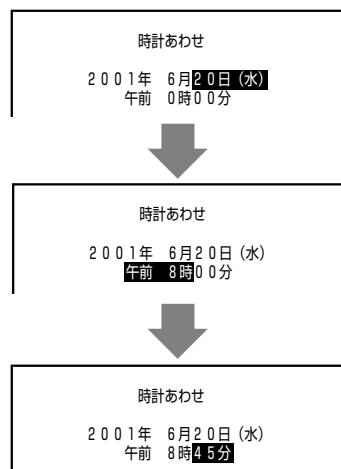 時計あわせ
2001年 6月20日(水)
午前 0時00分
時計あわせ
2001年 6月20日(水)
午前 8時00分
時計あわせ
2001年 6月20日(水)
午前 8時45分